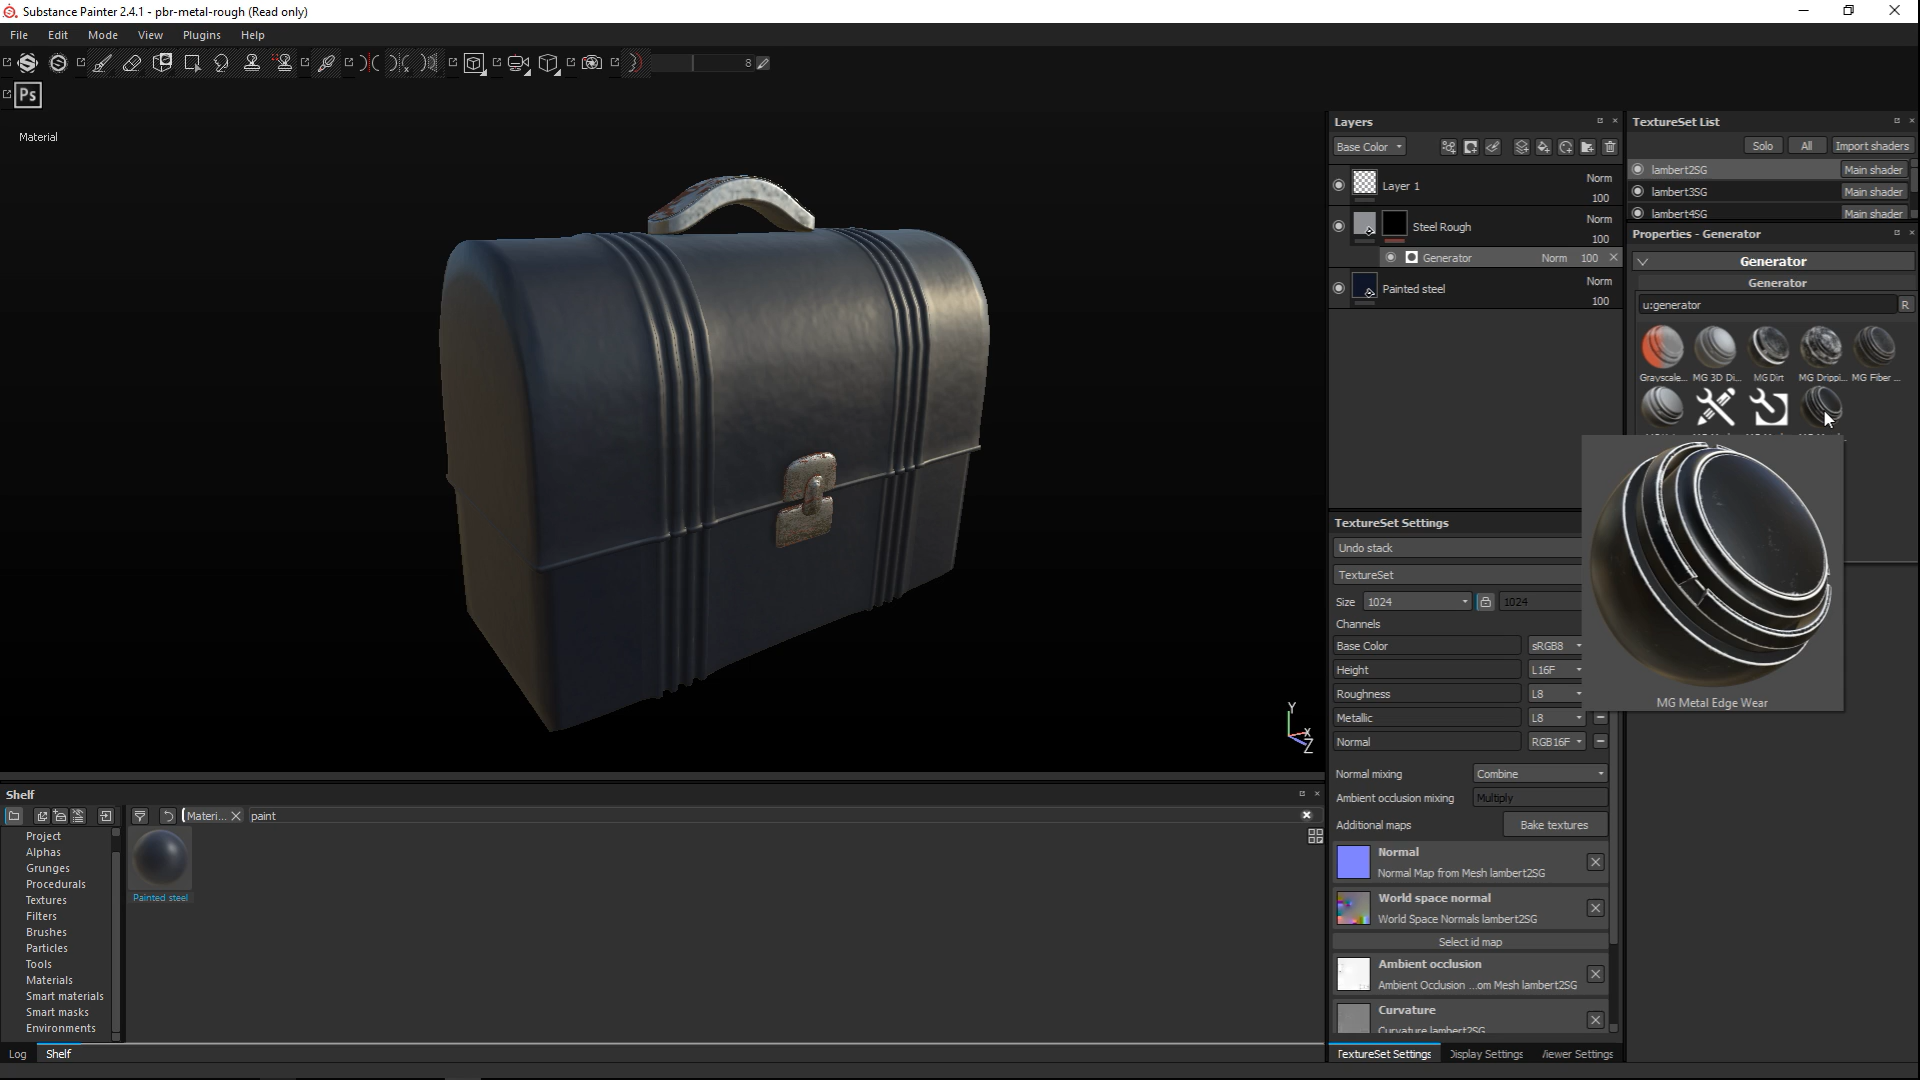 Substance Painter 2.4.1 - pbr-metal-rough (Read only)
File Edit Mode View Plugins Help
8
Ps
Material
Layers
Base Color
Layer 1 Norm 100
Steel Rough Norm 100
Generator Norm 100
Painted steel Norm 100
TextureSet List
Solo All Import shaders
lambert2SG Main shader
lambert3SG Main shader
lambert4SG Main shader
Properties - Generator
Generator
Generator
u:generator R
Grayscale... MG 3D Di... MG Dirt MG Drippi... MG Fiber ...
MG Metal Edge Wear
TextureSet Settings
Undo stack
TextureSet
Size 1024 1024
Channels
Base Color sRGB8
Height L16F
Roughness L8
Metallic L8
Normal RGB16F
Normal mixing Combine
Ambient occlusion mixing Multiply
Additional maps Bake textures
Normal
Normal Map from Mesh lambert2SG
World space normal
World Space Normals lambert2SG
Select id map
Ambient occlusion
Ambient Occlusion ...om Mesh lambert2SG
Curvature
Curvature lambert2SG
TextureSet Settings Display Settings Viewer Settings
Y
X
Z
Shelf
Materi... paint
Project
Alphas
Grunges
Procedurals
Textures
Filters
Brushes
Particles
Tools
Materials
Smart materials
Smart masks
Environments
Painted steel
Log Shelf